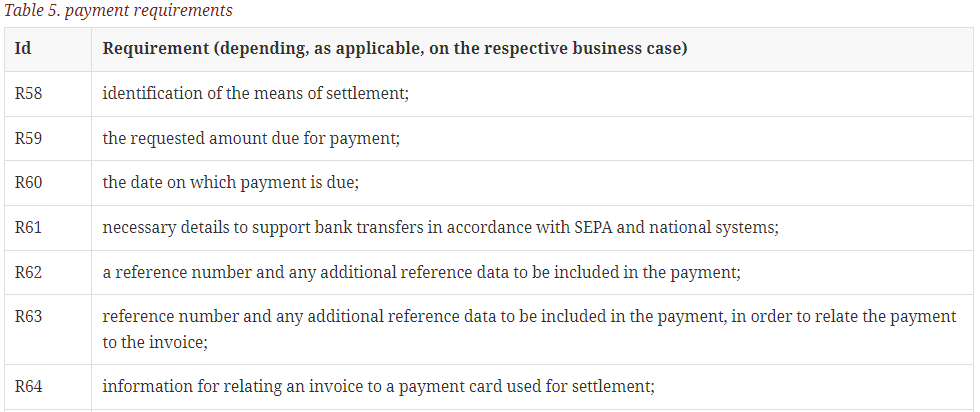 Table 5. payment requirements
Id Requirement (depending, as applicable, on the respective business case)
R58 identification of the means of settlement;
R59 the requested amount due for payment;
R60 the date on which payment is due;
R61 necessary details to support bank transfers in accordance with SEPA and national systems;
R62 a reference number and any additional reference data to be included in the payment;
R63 reference number and any additional reference data to be included in the payment, in order to relate the payment
to the invoice;
R64 information for relating an invoice to a payment card used for settlement;